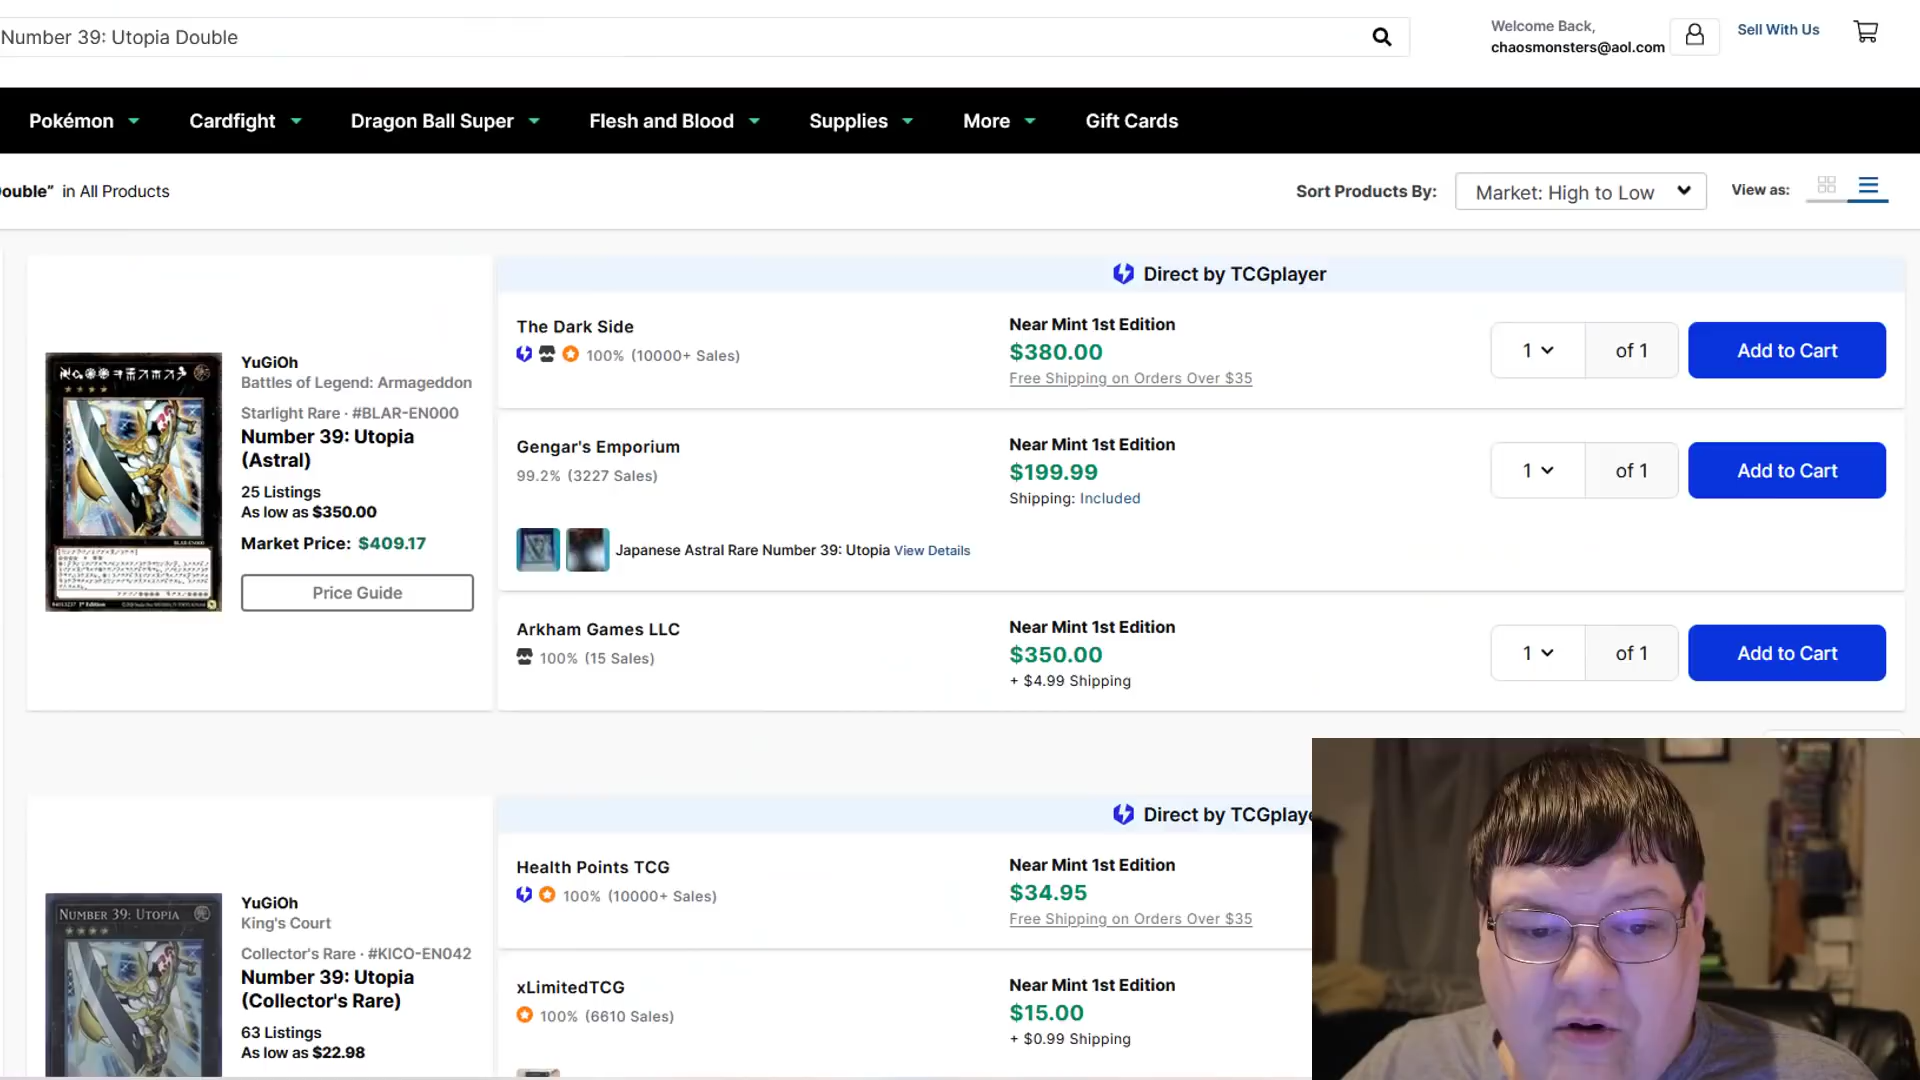 Number 39: Utopia Double
Welcome Back,
chaosmonsters@aol.com
Sell With Us
Pokémon
Cardfight
Dragon Ball Super
Flesh and Blood
Supplies
More
Gift Cards
ouble" in All Products
Sort Products By:
Market: High to Low
View as:
YuGiOh
Battles of Legend: Armageddon
Starlight Rare · #BLAR-EN000
Number 39: Utopia
(Astral)
25 Listings
As low as $350.00
Market Price: $409.17
Price Guide
Direct by TCGplayer
The Dark Side
100% (10000+ Sales)
Near Mint 1st Edition
$380.00
Free Shipping on Orders Over $35
1
of 1
Add to Cart
Gengar's Emporium
99.2% (3227 Sales)
Near Mint 1st Edition
$199.99
Shipping: Included
1
of 1
Add to Cart
Japanese Astral Rare Number 39: Utopia View Details
Arkham Games LLC
100% (15 Sales)
Near Mint 1st Edition
$350.00
+ $4.99 Shipping
1
of 1
Add to Cart
NUMBER 39: UTOPIA
YuGiOh
King's Court
Collector's Rare · #KICO-EN042
Number 39: Utopia
(Collector's Rare)
63 Listings
As low as $22.98
Direct by TCGplaye
Health Points TCG
100% (10000+ Sales)
Near Mint 1st Edition
$34.95
Free Shipping on Orders Over $35
xLimitedTCG
100% (6610 Sales)
Near Mint 1st Edition
$15.00
+ $0.99 Shipping